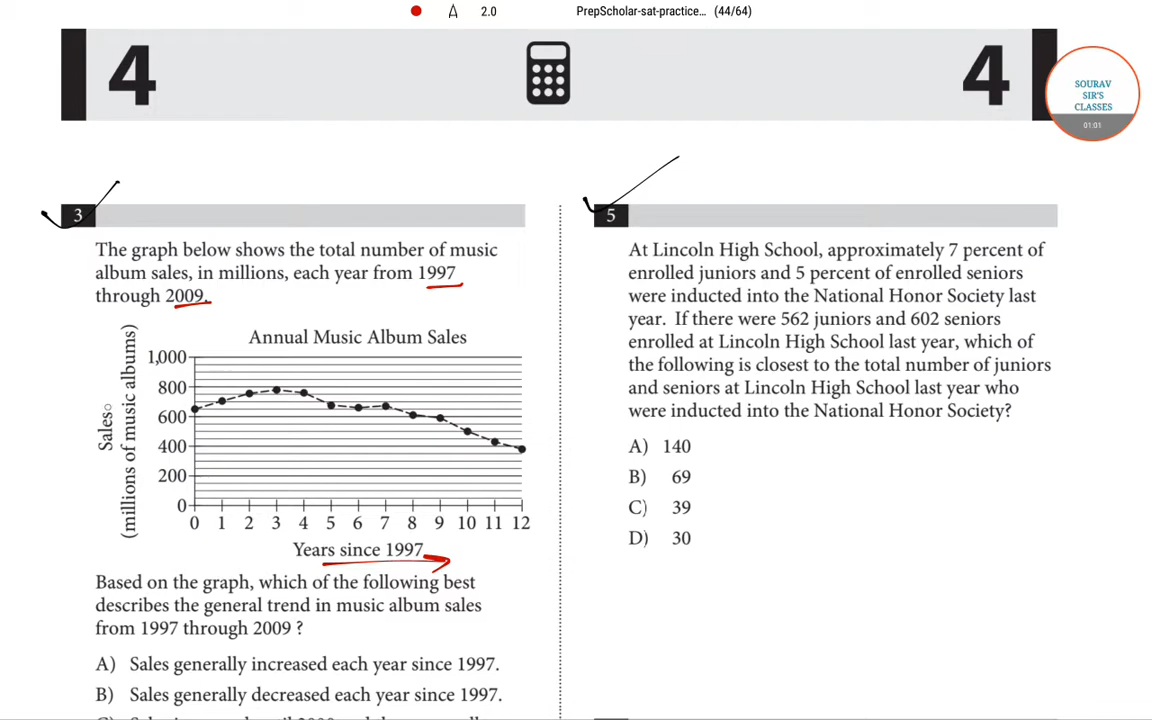 2.0
PrepScholar-sat-practice... (44/64)
4
4
SOURAV
SIR'S
CLASSES
01:01
3
The graph below shows the total number of music
album sales, in millions, each year from 1997
through 2009.
Annual Music Album Sales
Sales
(millions of music albums)
1,000
800
600
400
200
0
0 1 2 3 4 5 6 7 8 9 10 11 12
Years since 1997
Based on the graph, which of the following best
describes the general trend in music album sales
from 1997 through 2009 ?
A) Sales generally increased each year since 1997.
B) Sales generally decreased each year since 1997.
5
At Lincoln High School, approximately 7 percent of
enrolled juniors and 5 percent of enrolled seniors
were inducted into the National Honor Society last
year. If there were 562 juniors and 602 seniors
enrolled at Lincoln High School last year, which of
the following is closest to the total number of juniors
and seniors at Lincoln High School last year who
were inducted into the National Honor Society?
A) 140
B) 69
C) 39
D) 30